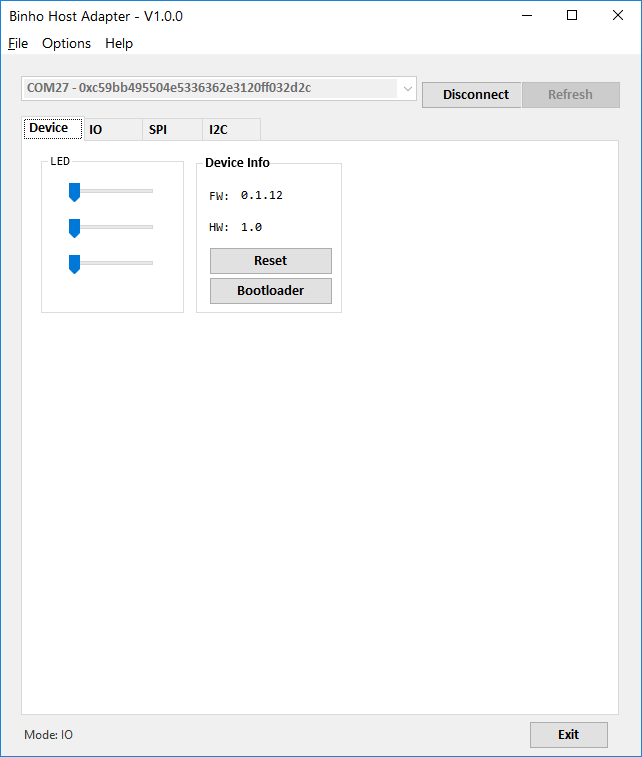 Binho Host Adapter - V1.0.0
File Options Help
COM27 - 0xc59bb495504e5336362e3120ff032d2c
Disconnect Refresh
Device IO SPI I2C
LED
Device Info
FW: 0.1.12
HW: 1.0
Reset
Bootloader
Mode: IO
Exit